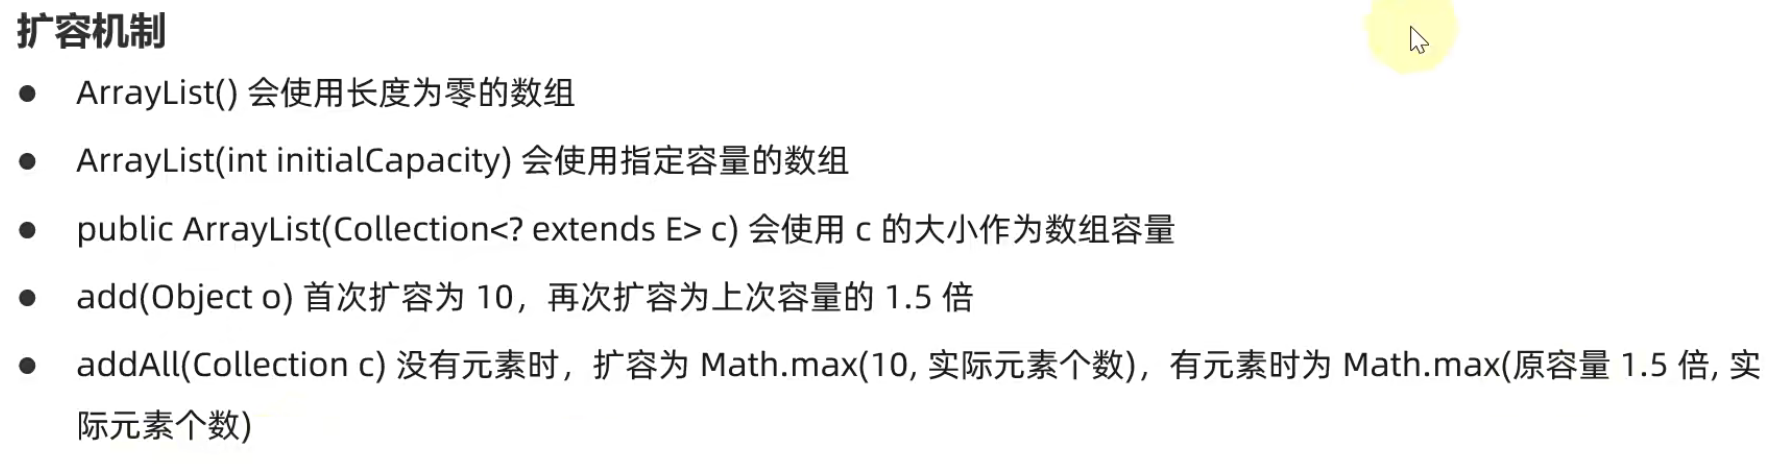 扩容机制
● ArrayList() 会使用长度为零的数组
● ArrayList(int initialCapacity) 会使用指定容量的数组
● public ArrayList(Collection<? extends E> c) 会使用 c 的大小作为数组容量
● add(Object o) 首次扩容为 10，再次扩容为上次容量的 1.5 倍
● addAll(Collection c) 没有元素时，扩容为 Math.max(10, 实际元素个数)，有元素时为 Math.max(原容量 1.5 倍, 实
际元素个数)